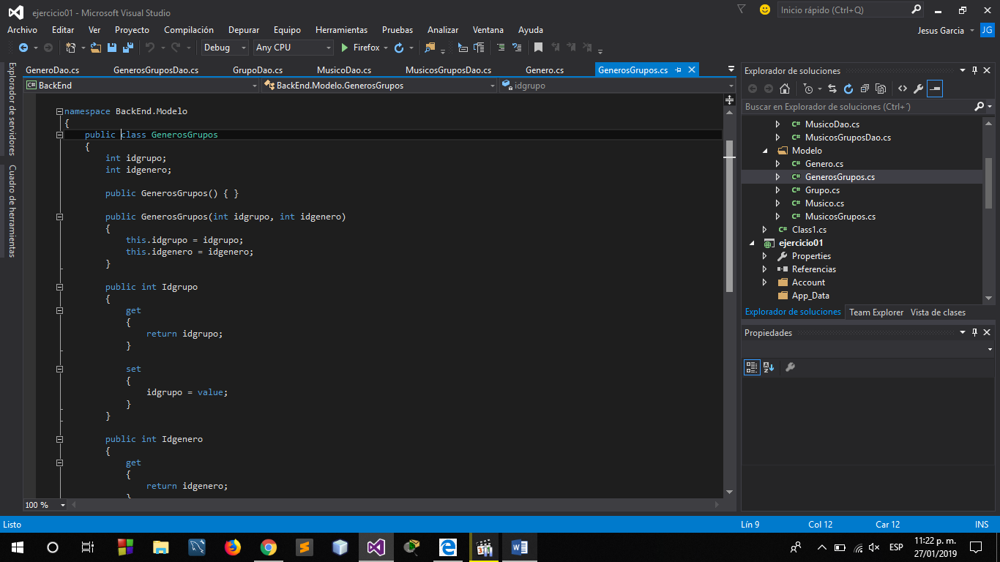 ejercicio01 - Microsoft Visual Studio
Inicio rápido (Ctrl+Q)
Archivo Editar Ver Proyecto Compilación Depurar Equipo Herramientas Pruebas Analizar Ventana Ayuda
Jesus Garcia JG
Debug Any CPU Firefox
Explorador de servidores
Cuadro de herramientas
GeneroDao.cs GenerosGruposDao.cs GrupoDao.cs MusicoDao.cs MusicosGruposDao.cs Genero.cs GenerosGrupos.cs
C# BackEnd BackEnd.Modelo.GenerosGrupos idgrupo
namespace BackEnd.Modelo
{
public class GenerosGrupos
{
int idgrupo;
int idgenero;
public GenerosGrupos() { }
public GenerosGrupos(int idgrupo, int idgenero)
{
this.idgrupo = idgrupo;
this.idgenero = idgenero;
}
public int Idgrupo
{
get
{
return idgrupo;
}
set
{
idgrupo = value;
}
}
public int Idgenero
{
get
{
return idgenero;
}
100 %
Explorador de soluciones
Buscar en Explorador de soluciones (Ctrl+´)
C# MusicoDao.cs
C# MusicosGruposDao.cs
Modelo
C# Genero.cs
C# GenerosGrupos.cs
C# Grupo.cs
C# Musico.cs
C# MusicosGrupos.cs
C# Class1.cs
ejercicio01
Properties
Referencias
Account
App_Data
Explorador de soluciones Team Explorer Vista de clases
Propiedades
Listo Lín 9 Col 12 Car 12 INS
ESP
11:22 p. m.
27/01/2019